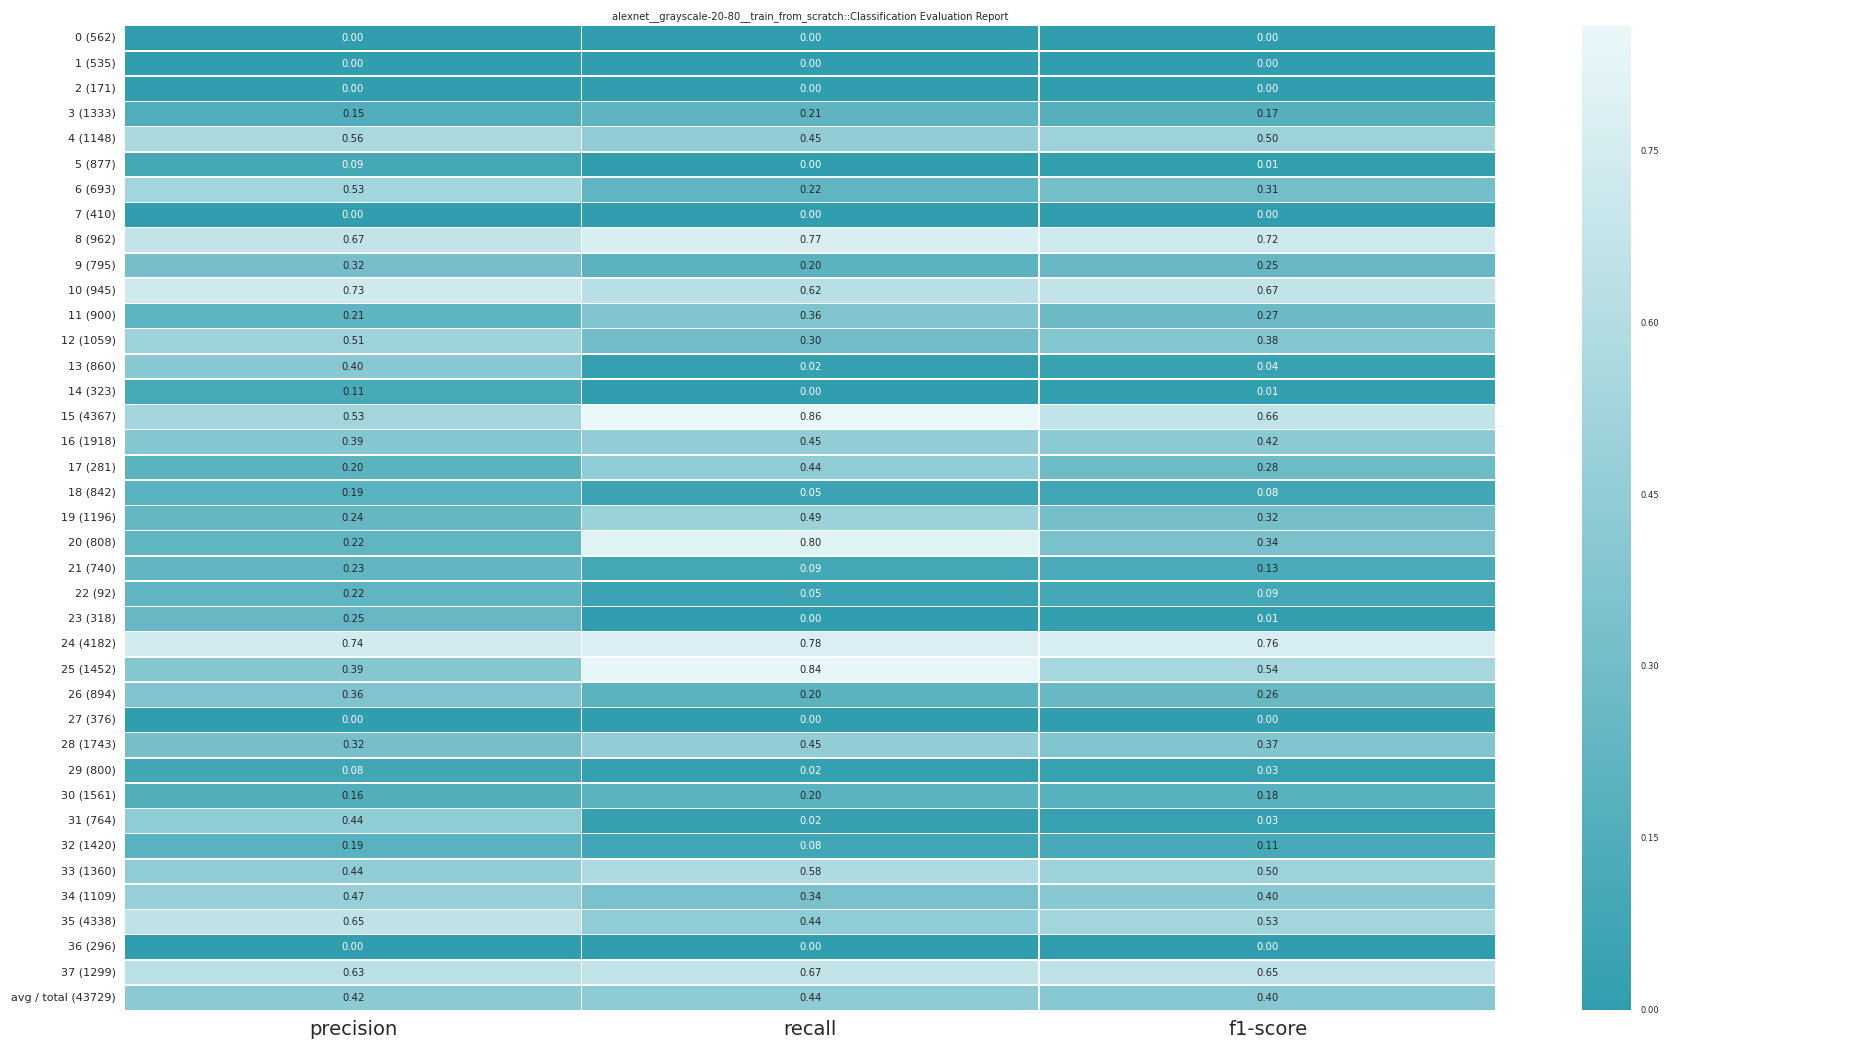 alexnet__grayscale-20-80__train_from_scratch::Classification Evaluation Report
0 (562) 0.00 0.00 0.00
1 (535) 0.00 0.00 0.00
2 (171) 0.00 0.00 0.00
3 (1333) 0.15 0.21 0.17
4 (1148) 0.56 0.45 0.50
5 (877) 0.09 0.00 0.01
6 (693) 0.53 0.22 0.31
7 (410) 0.00 0.00 0.00
8 (962) 0.67 0.77 0.72
9 (795) 0.32 0.20 0.25
10 (945) 0.73 0.62 0.67
11 (900) 0.21 0.36 0.27
12 (1059) 0.51 0.30 0.38
13 (860) 0.40 0.02 0.04
14 (323) 0.11 0.00 0.01
15 (4367) 0.53 0.86 0.66
16 (1918) 0.39 0.45 0.42
17 (281) 0.20 0.44 0.28
18 (842) 0.19 0.05 0.08
19 (1196) 0.24 0.49 0.32
20 (808) 0.22 0.80 0.34
21 (740) 0.23 0.09 0.13
22 (92) 0.22 0.05 0.09
23 (318) 0.25 0.00 0.01
24 (4182) 0.74 0.78 0.76
25 (1452) 0.39 0.84 0.54
26 (894) 0.36 0.20 0.26
27 (376) 0.00 0.00 0.00
28 (1743) 0.32 0.45 0.37
29 (800) 0.08 0.02 0.03
30 (1561) 0.16 0.20 0.18
31 (764) 0.44 0.02 0.03
32 (1420) 0.19 0.08 0.11
33 (1360) 0.44 0.58 0.50
34 (1109) 0.47 0.34 0.40
35 (4338) 0.65 0.44 0.53
36 (296) 0.00 0.00 0.00
37 (1299) 0.63 0.67 0.65
avg / total (43729) 0.42 0.44 0.40
precision recall f1-score
0.75
0.60
0.45
0.30
0.15
0.00